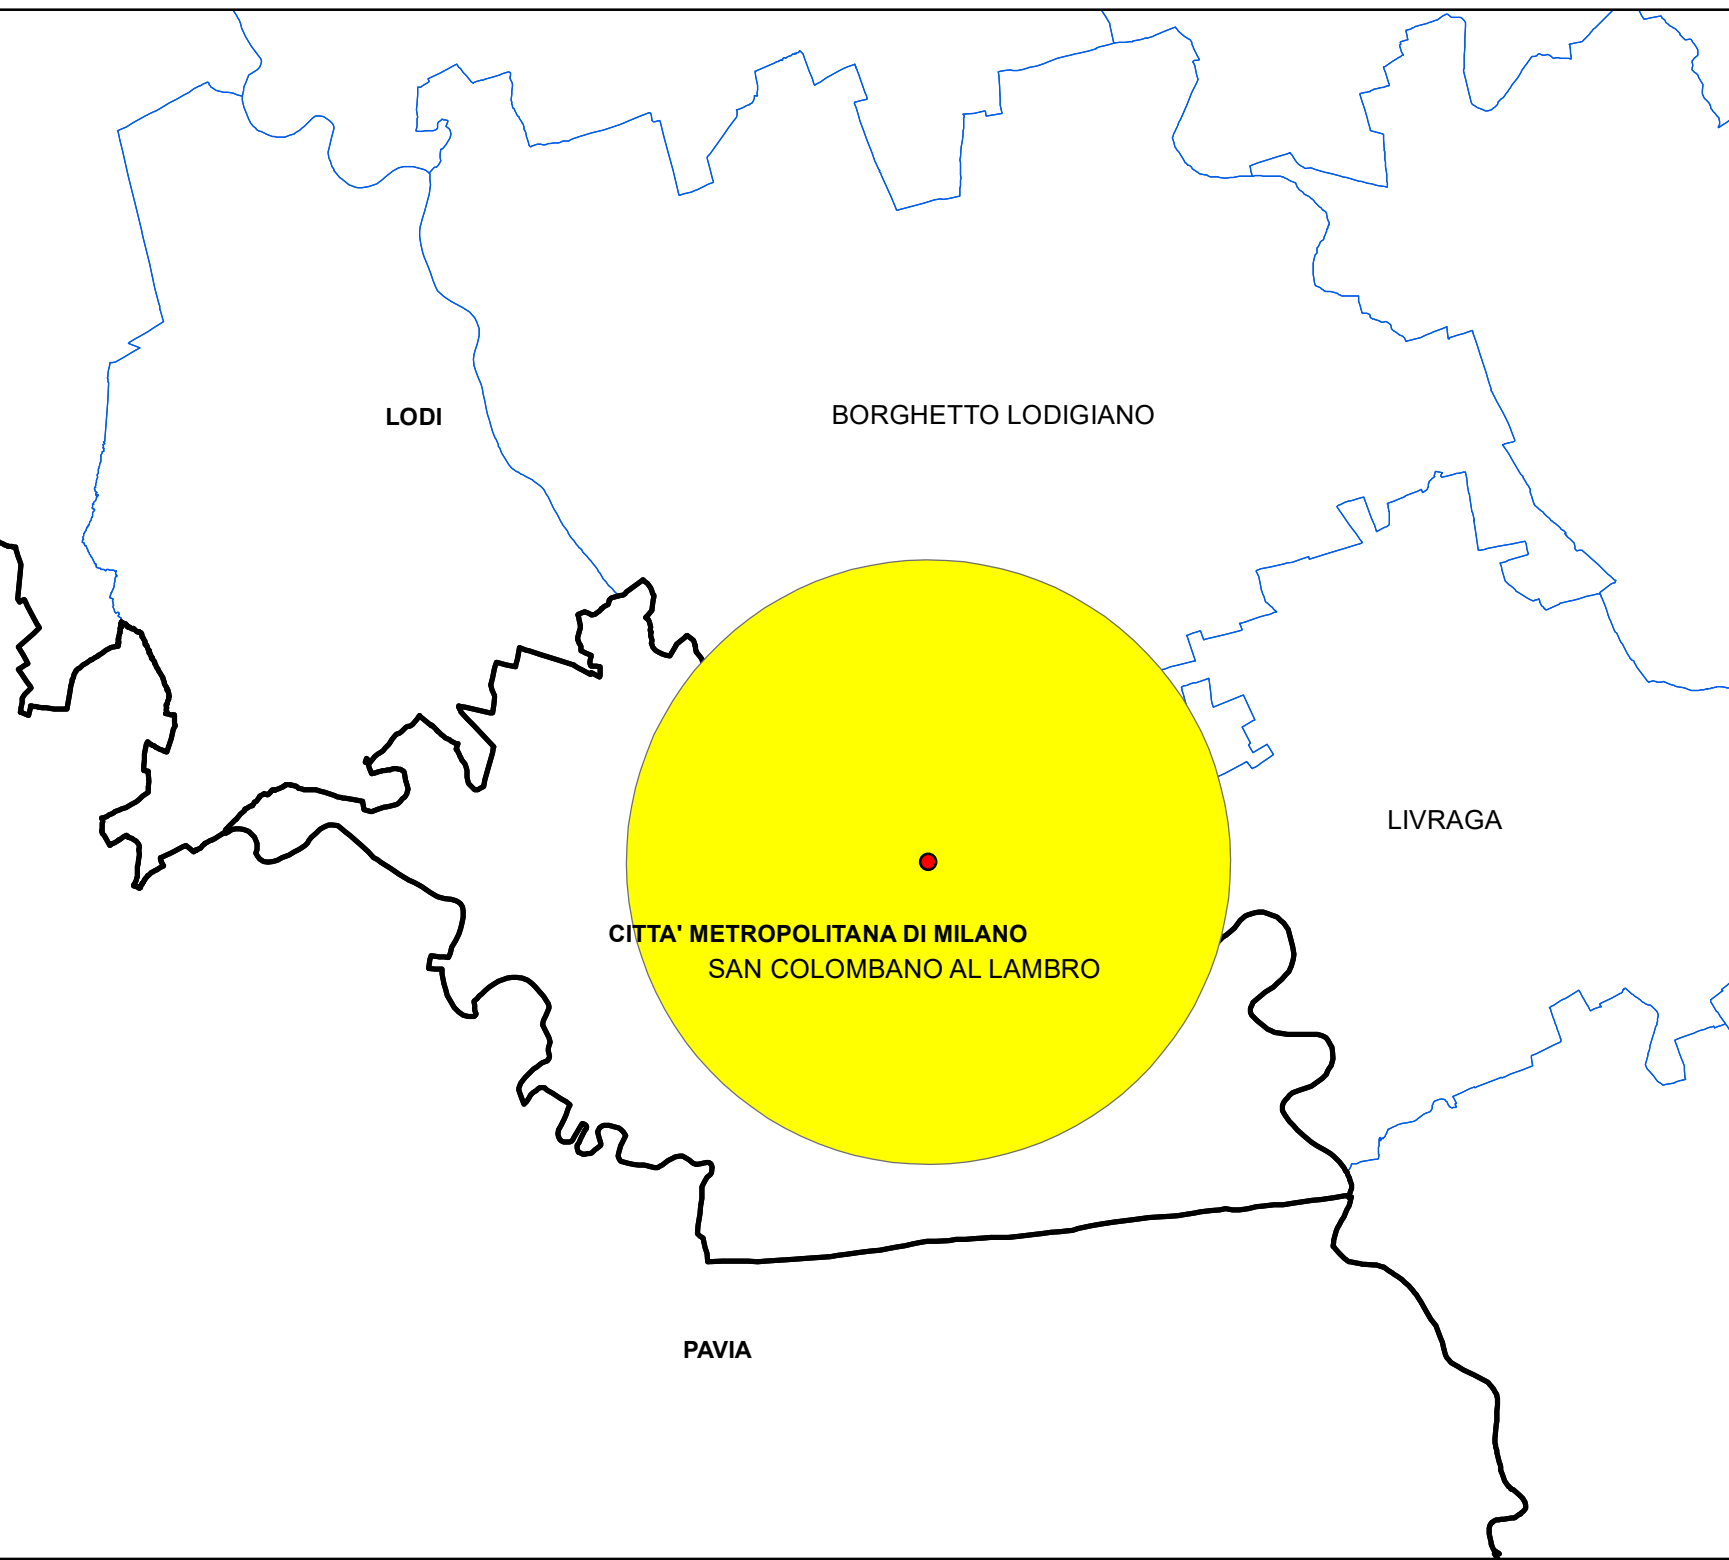 LODI
BORGHETTO LODIGIANO
LIVRAGA
CITTA' METROPOLITANA DI MILANO
SAN COLOMBANO AL LAMBRO
PAVIA